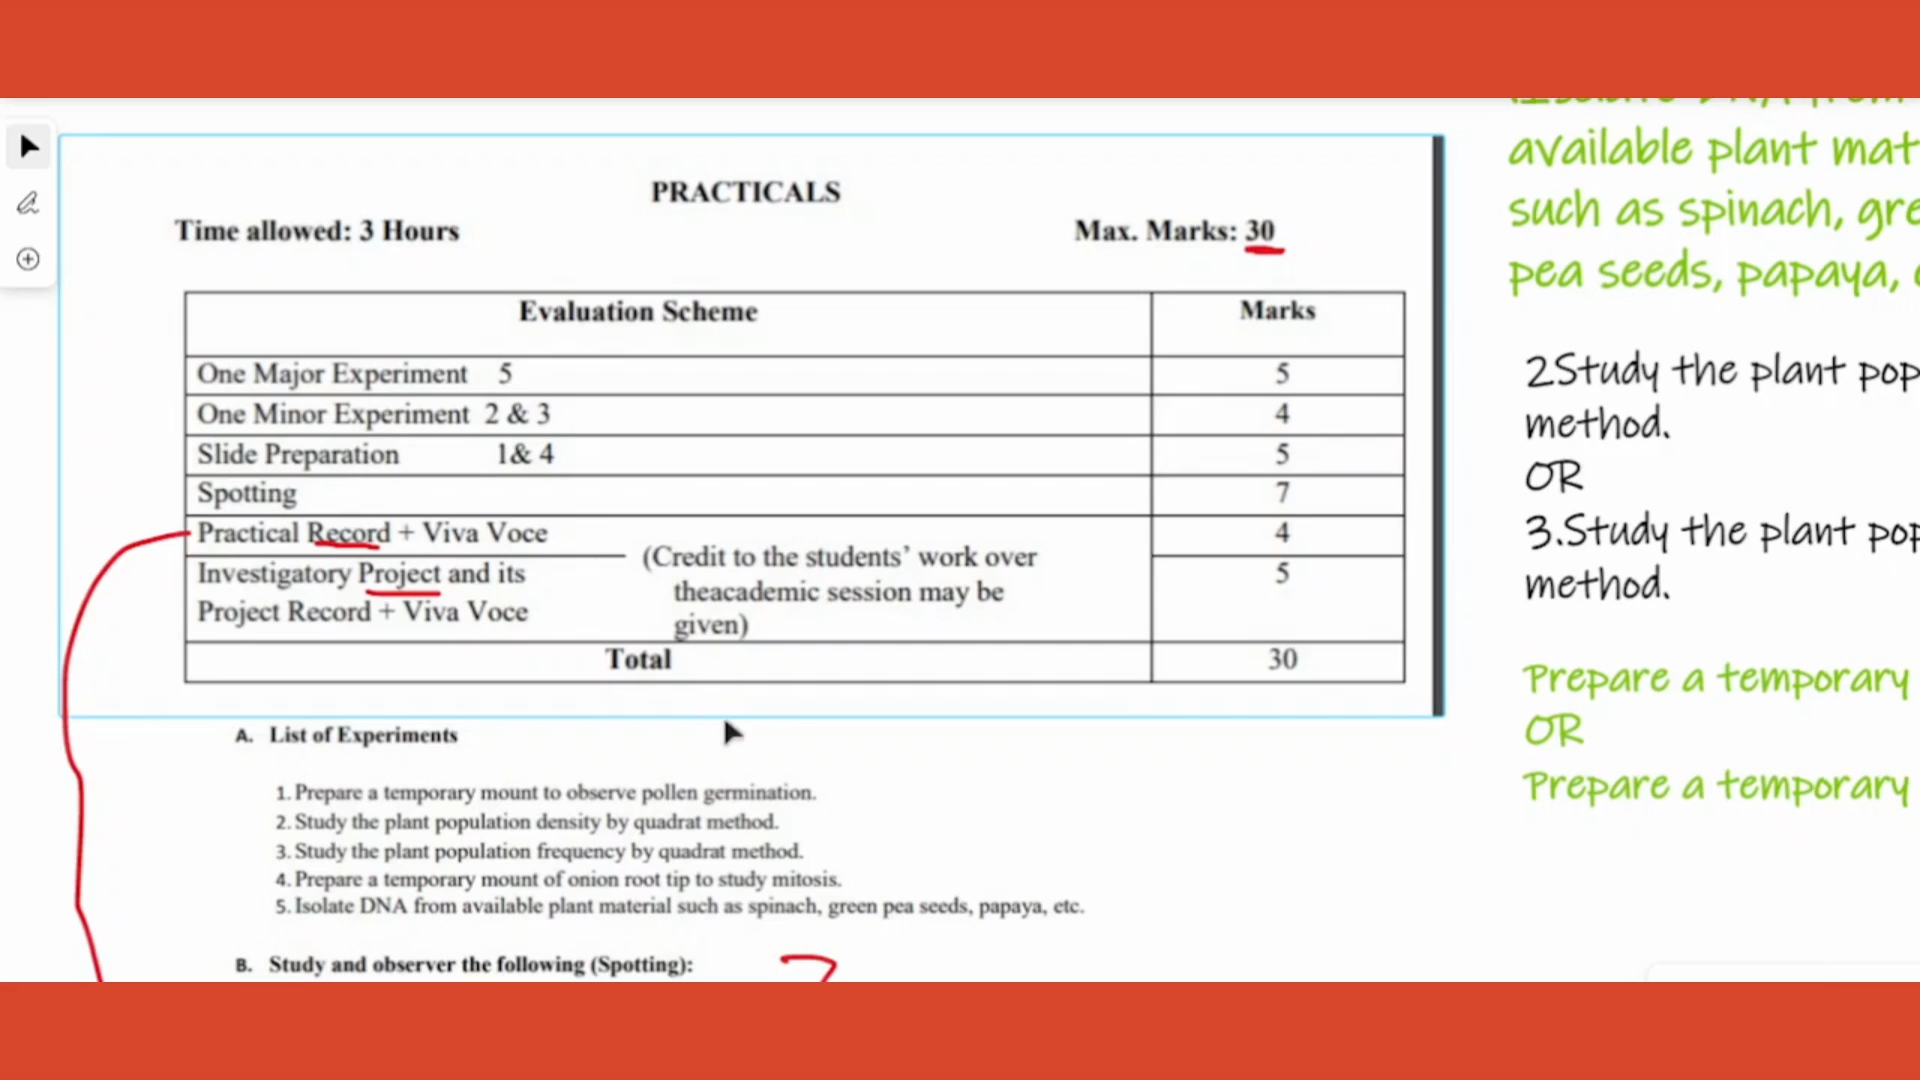 PRACTICALS
Time allowed: 3 Hours
Max. Marks: 30
Evaluation Scheme
Marks
One Major Experiment 5
5
One Minor Experiment 2 & 3
4
Slide Preparation 1& 4
5
Spotting
7
Practical Record + Viva Voce
4
Investigatory Project and its
Project Record + Viva Voce
(Credit to the students' work over
theacademic session may be
given)
5
Total
30
A. List of Experiments
1. Prepare a temporary mount to observe pollen germination.
2. Study the plant population density by quadrat method.
3. Study the plant population frequency by quadrat method.
4. Prepare a temporary mount of onion root tip to study mitosis.
5. Isolate DNA from available plant material such as spinach, green pea seeds, papaya, etc.
B. Study and observer the following (Spotting):
available plant mat
such as spinach, gre
pea seeds, papaya,
2Study the plant pop
method.
OR
3.Study the plant pop
method.
Prepare a temporary
OR
Prepare a temporary